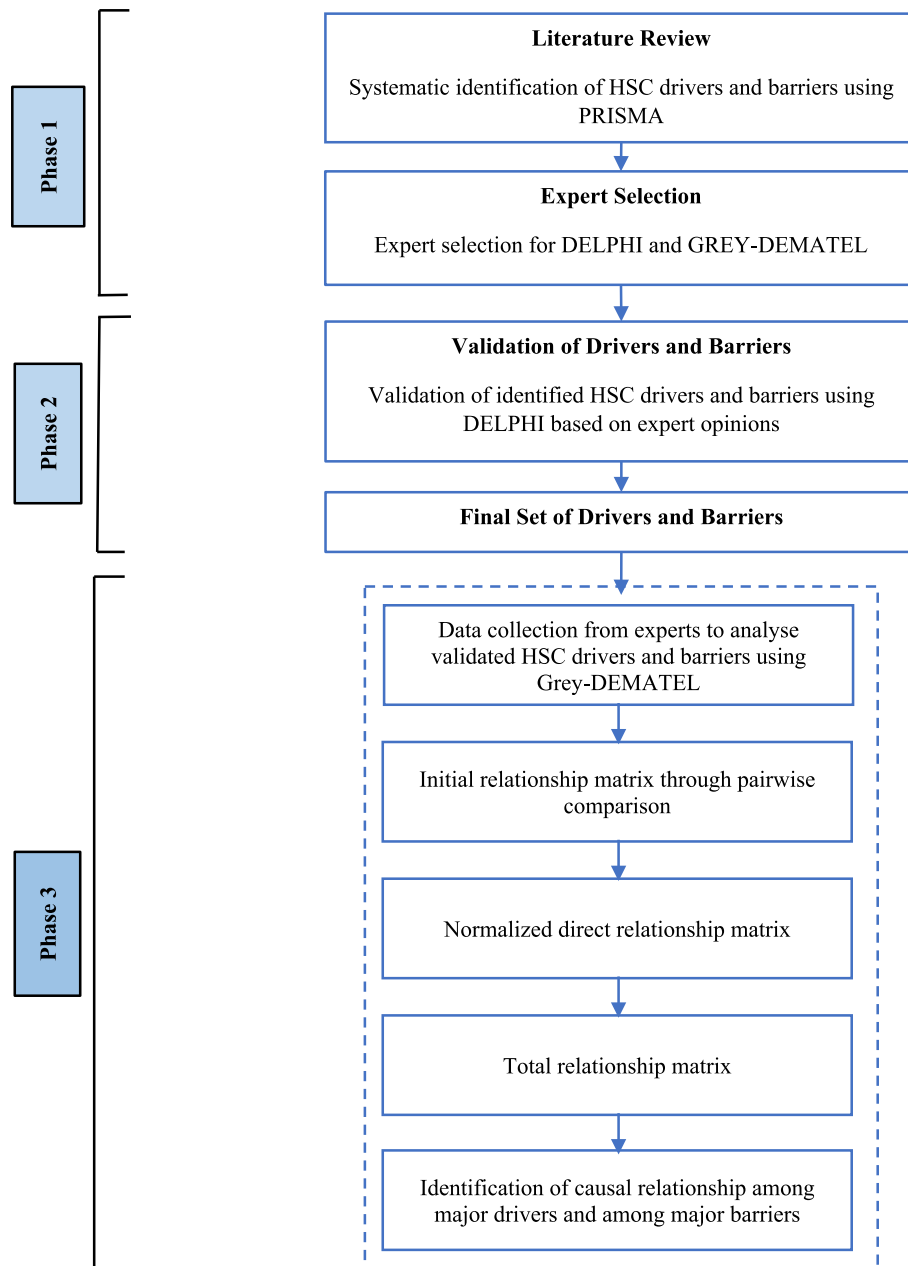 Phase 1
Literature Review
Systematic identification of HSC drivers and barriers using
PRISMA
Expert Selection
Expert selection for DELPHI and GREY-DEMATEL
Phase 2
Validation of Drivers and Barriers
Validation of identified HSC drivers and barriers using
DELPHI based on expert opinions
Final Set of Drivers and Barriers
Phase 3
Data collection from experts to analyse
validated HSC drivers and barriers using
Grey-DEMATEL
Initial relationship matrix through pairwise
comparison
Normalized direct relationship matrix
Total relationship matrix
Identification of causal relationship among
major drivers and among major barriers